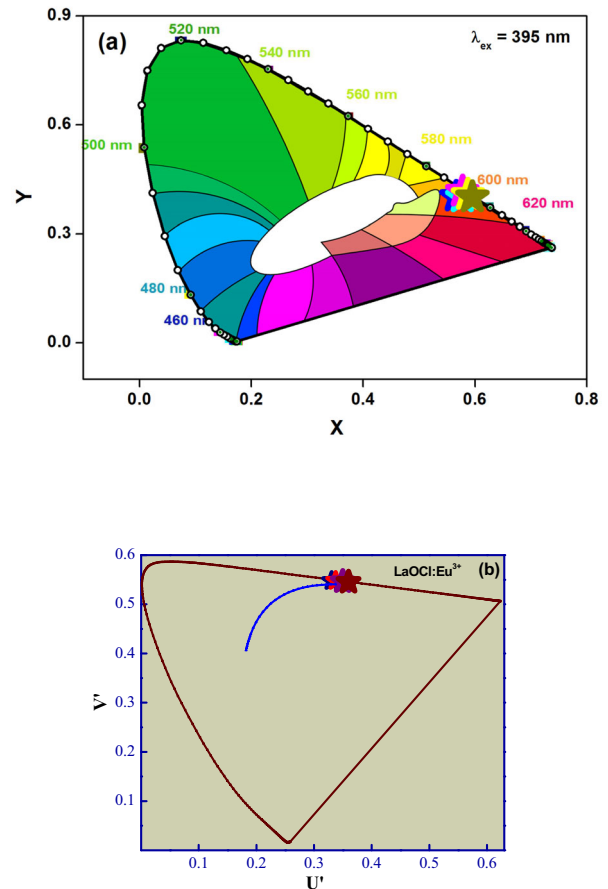 0.9
(a)
520 nm
λex = 395 nm
540 nm
560 nm
0.6
580 nm
500 nm
600 nm
620 nm
Y
0.3
480 nm
460 n
0.0
0.0
0.2
0.4
0.6
0.8
X
0.6
LaOCl:Eu3+
(b)
0.5
0.4
V'
0.3
0.2
0.1
0.1
0.2
0.3
0.4
0.5
0.6
U'